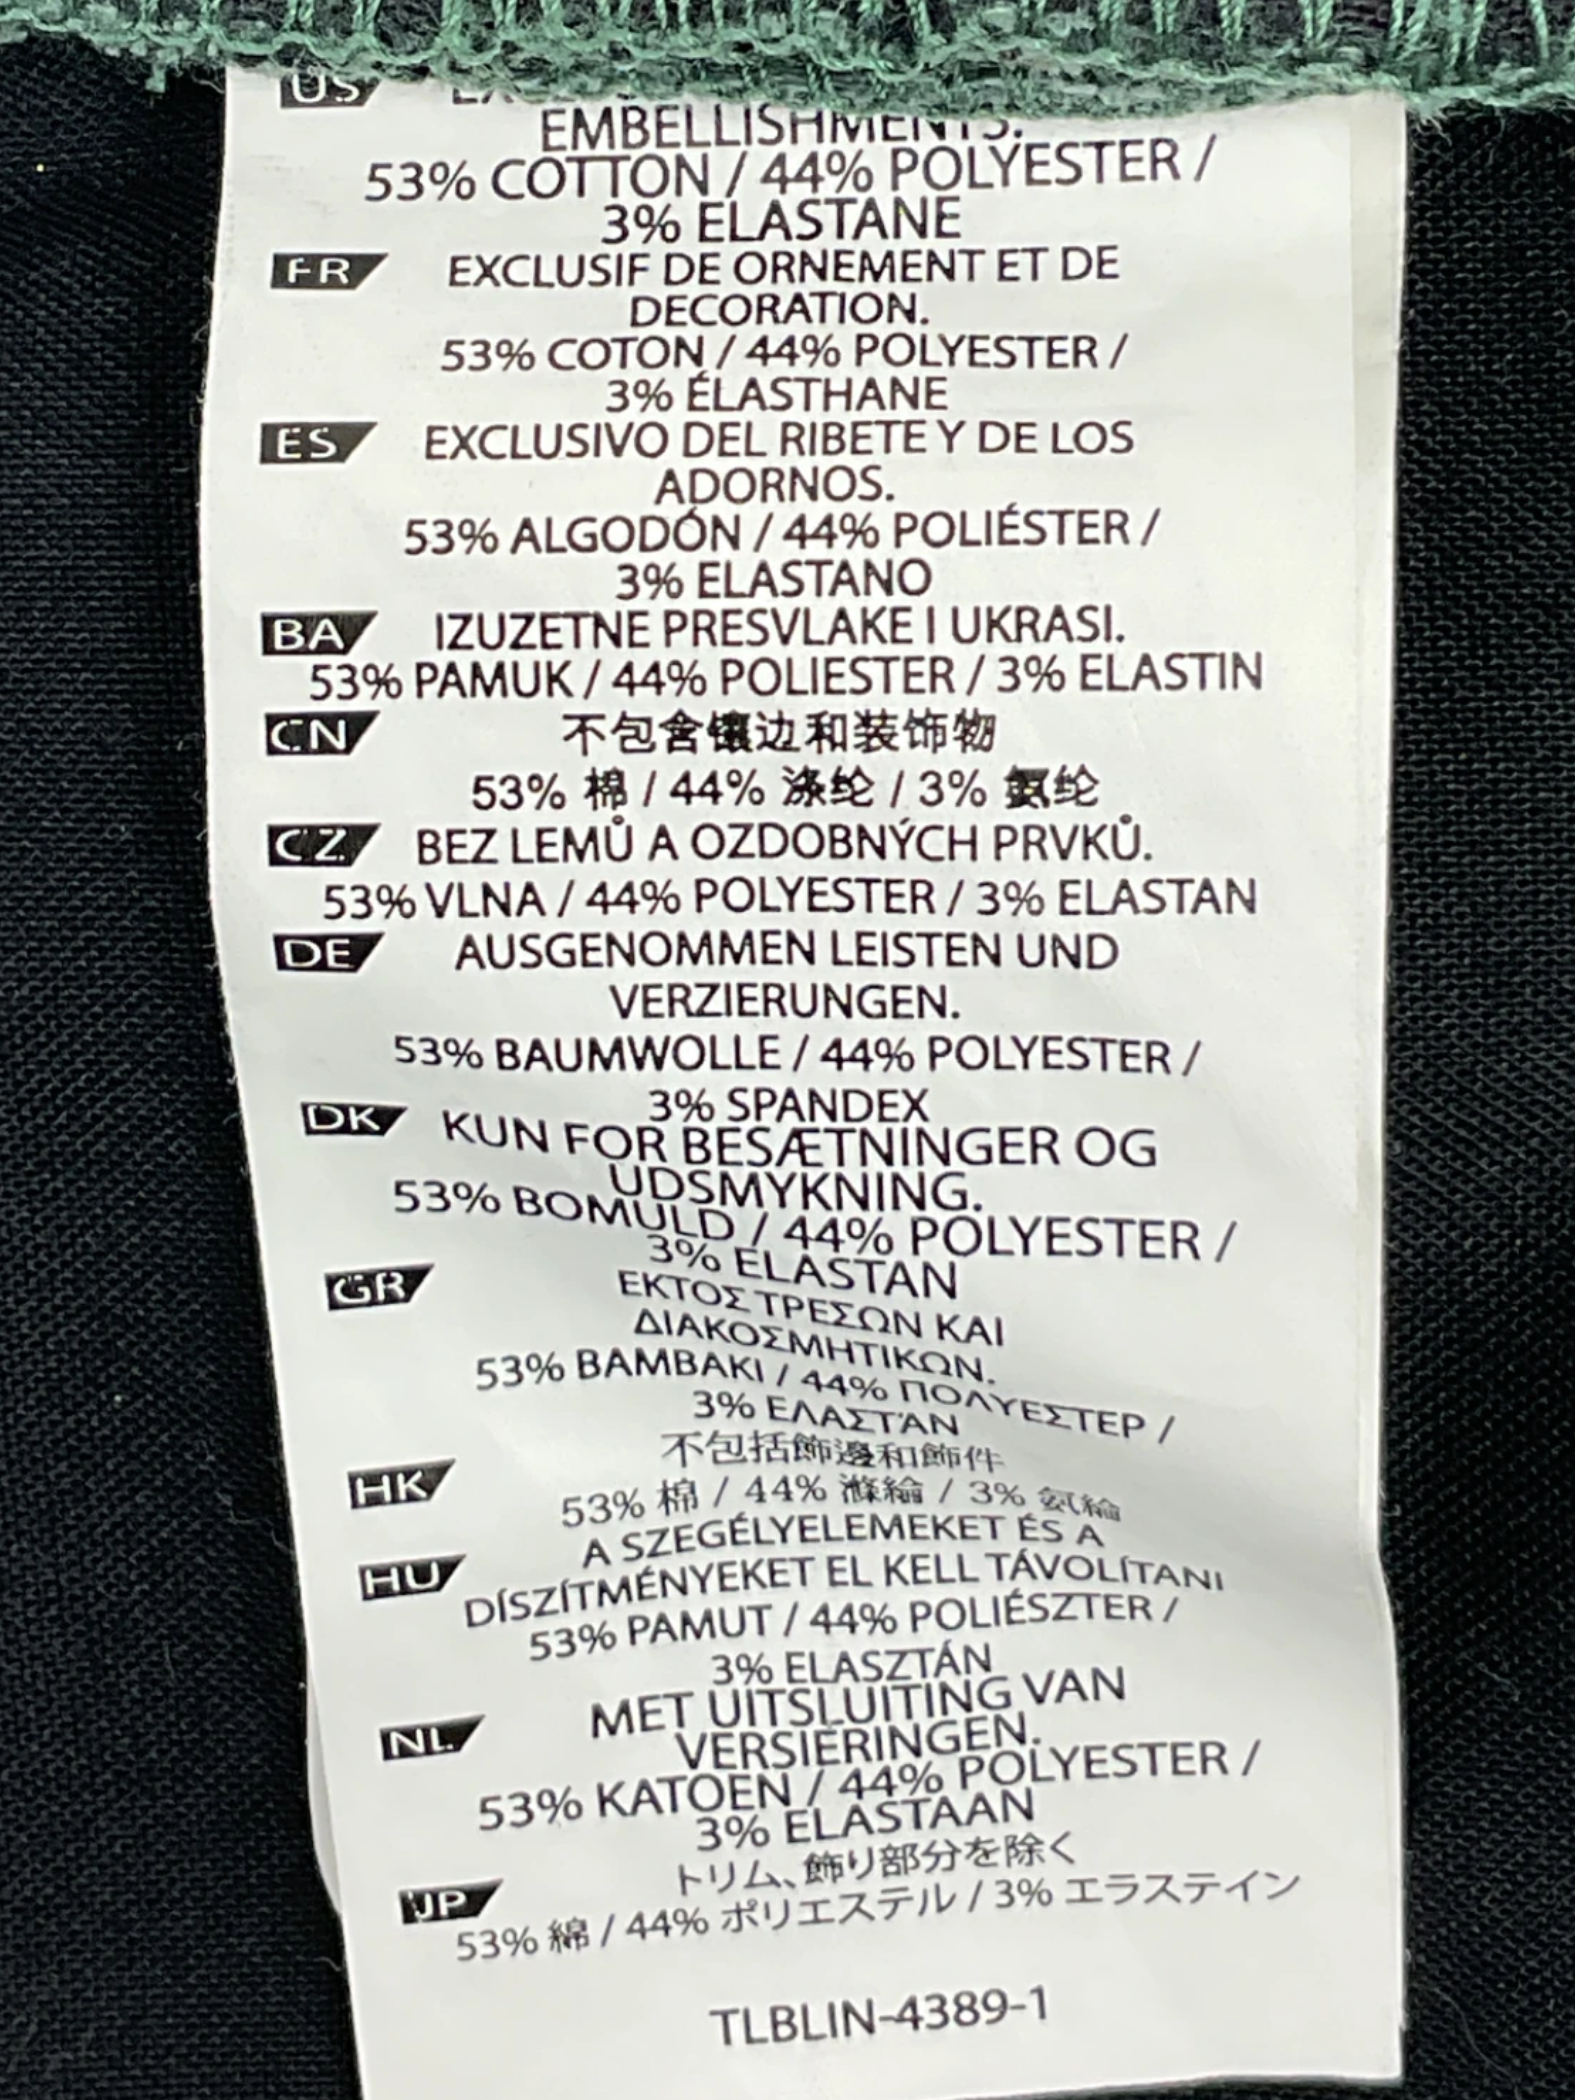 US
EMBELLISHMENTS.
53% COTTON / 44% POLYESTER /
3% ELASTANE
FR EXCLUSIF DE ORNEMENT ET DE
DECORATION.
53% COTON / 44% POLYESTER /
3% ÉLASTHANE
ES EXCLUSIVO DEL RIBETE Y DE LOS
ADORNOS.
53% ALGODÓN / 44% POLIÉSTER /
3% ELASTANO
BA IZUZETNE PRESVLAKE I UKRASI.
53% PAMUK / 44% POLIESTER / 3% ELASTIN
CN 不包含镶边和装饰物
53% 棉 / 44% 涤纶 / 3% 氨纶
CZ BEZ LEMŮ A OZDOBNÝCH PRVKŮ.
53% VLNA / 44% POLYESTER / 3% ELASTAN
DE AUSGENOMMEN LEISTEN UND
VERZIERUNGEN.
53% BAUMWOLLE / 44% POLYESTER /
3% SPANDEX
DK KUN FOR BESÆTNINGER OG
UDSMYKNING.
53% BOMULD / 44% POLYESTER /
3% ELASTAN
GR ΕΚΤΟΣ ΤΡΕΣΩΝ ΚΑΙ
ΔΙΑΚΟΣΜΗΤΙΚΩΝ.
53% ΒΑΜΒΑΚΙ / 44% ΠΟΛΥΕΣΤΕΡ /
3% ΕΛΑΣΤΑΝ
HK 不包括飾邊和飾件
53% 棉 / 44% 滌綸 / 3% 氨綸
HU A SZEGÉLYELEMEKET ÉS A
DÍSZÍTMÉNYEKET EL KELL TÁVOLÍTANI
53% PAMUT / 44% POLIÉSZTER /
3% ELASZTÁN
NL MET UITSLUITING VAN
VERSIERINGEN.
53% KATOEN / 44% POLYESTER /
3% ELASTAAN
JP トリム、飾り部分を除く
53% 綿 / 44% ポリエステル / 3% エラステイン
TLBLIN-4389-1